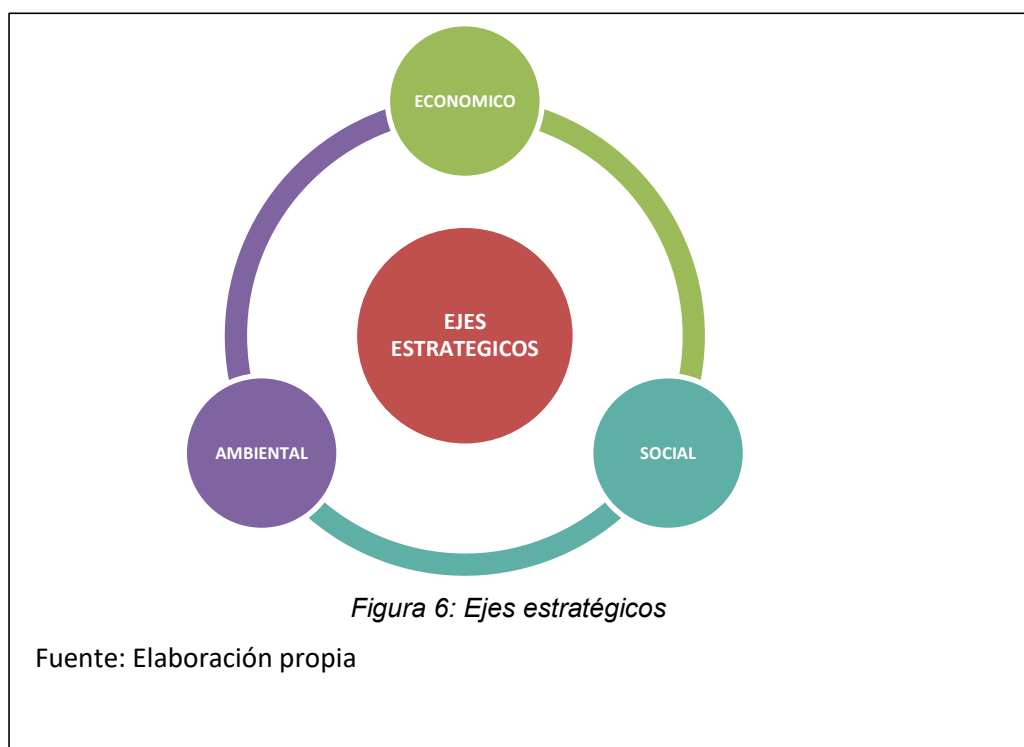 ECONOMICO
EJES
ESTRATEGICOS
AMBIENTAL
SOCIAL
Figura 6: Ejes estratégicos
Fuente: Elaboración propia